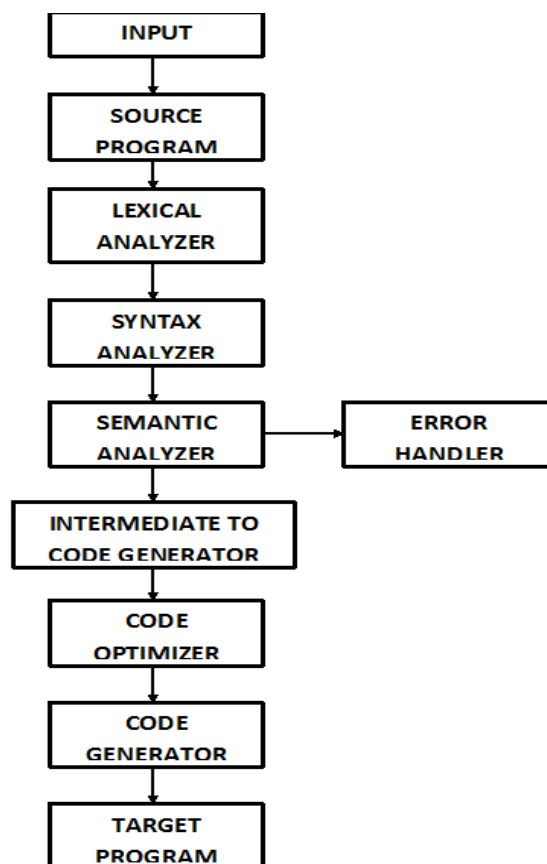 INPUT
SOURCE
PROGRAM
LEXICAL
ANALYZER
SYNTAX
ANALYZER
SEMANTIC
ANALYZER
ERROR
HANDLER
INTERMEDIATE TO
CODE GENERATOR
CODE
OPTIMIZER
CODE
GENERATOR
TARGET
PROGRAM